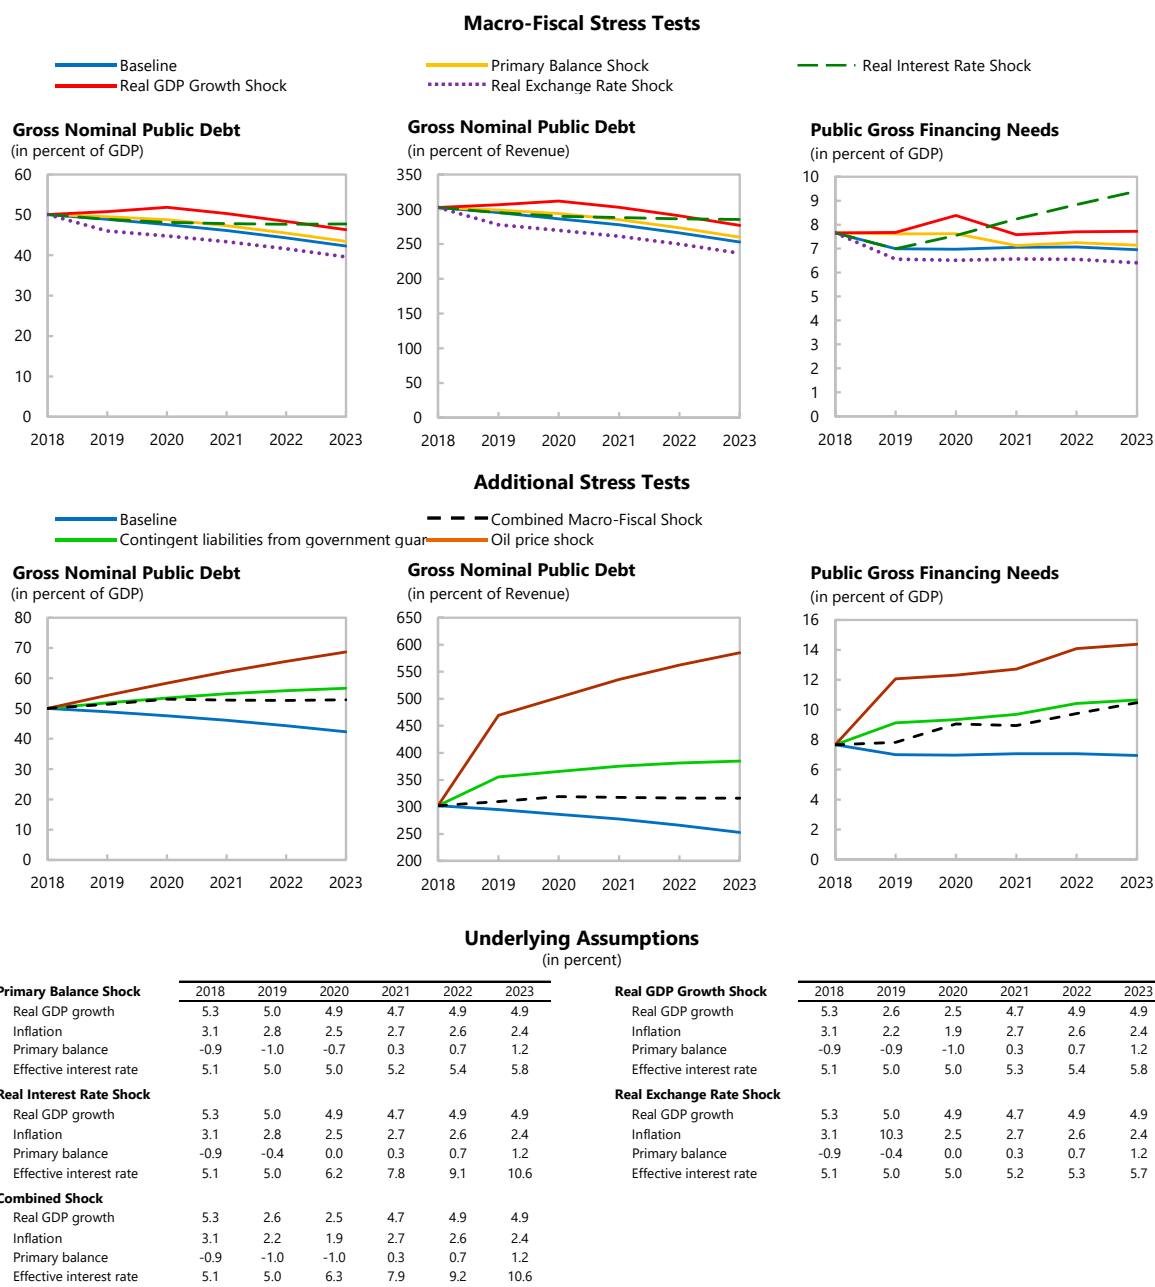 Macro-Fiscal Stress Tests
Baseline
Primary Balance Shock
Real Interest Rate Shock
Real GDP Growth Shock
Real Exchange Rate Shock
Gross Nominal Public Debt
(in percent of GDP)
60
50
40
30
20
10
0
2018 2019 2020 2021 2022 2023
Gross Nominal Public Debt
(in percent of Revenue)
350
300
250
200
150
100
50
0
2018 2019 2020 2021 2022 2023
Public Gross Financing Needs
(in percent of GDP)
10
9
8
7
6
5
4
3
2
1
0
2018 2019 2020 2021 2022 2023
Additional Stress Tests
Baseline
Combined Macro-Fiscal Shock
Contingent liabilities from government guar
Oil price shock
Gross Nominal Public Debt
(in percent of GDP)
80
70
60
50
40
30
20
10
0
2018 2019 2020 2021 2022 2023
Gross Nominal Public Debt
(in percent of Revenue)
650
600
550
500
450
400
350
300
250
200
2018 2019 2020 2021 2022 2023
Public Gross Financing Needs
(in percent of GDP)
16
14
12
10
8
6
4
2
0
2018 2019 2020 2021 2022 2023
Underlying Assumptions
(in percent)
Primary Balance Shock 2018 2019 2020 2021 2022 2023
Real GDP growth 5.3 5.0 4.9 4.7 4.9 4.9
Inflation 3.1 2.8 2.5 2.7 2.6 2.4
Primary balance -0.9 -1.0 -0.7 0.3 0.7 1.2
Effective interest rate 5.1 5.0 5.0 5.2 5.4 5.8
Real Interest Rate Shock
Real GDP growth 5.3 5.0 4.9 4.7 4.9 4.9
Inflation 3.1 2.8 2.5 2.7 2.6 2.4
Primary balance -0.9 -0.4 0.0 0.3 0.7 1.2
Effective interest rate 5.1 5.0 6.2 7.8 9.1 10.6
Combined Shock
Real GDP growth 5.3 2.6 2.5 4.7 4.9 4.9
Inflation 3.1 2.2 1.9 2.7 2.6 2.4
Primary balance -0.9 -1.0 -1.0 0.3 0.7 1.2
Effective interest rate 5.1 5.0 6.3 7.9 9.2 10.6
Real GDP Growth Shock 2018 2019 2020 2021 2022 2023
Real GDP growth 5.3 2.6 2.5 4.7 4.9 4.9
Inflation 3.1 2.2 1.9 2.7 2.6 2.4
Primary balance -0.9 -0.9 -1.0 0.3 0.7 1.2
Effective interest rate 5.1 5.0 5.0 5.3 5.4 5.8
Real Exchange Rate Shock
Real GDP growth 5.3 5.0 4.9 4.7 4.9 4.9
Inflation 3.1 10.3 2.5 2.7 2.6 2.4
Primary balance -0.9 -0.4 0.0 0.3 0.7 1.2
Effective interest rate 5.1 5.0 5.0 5.2 5.3 5.7